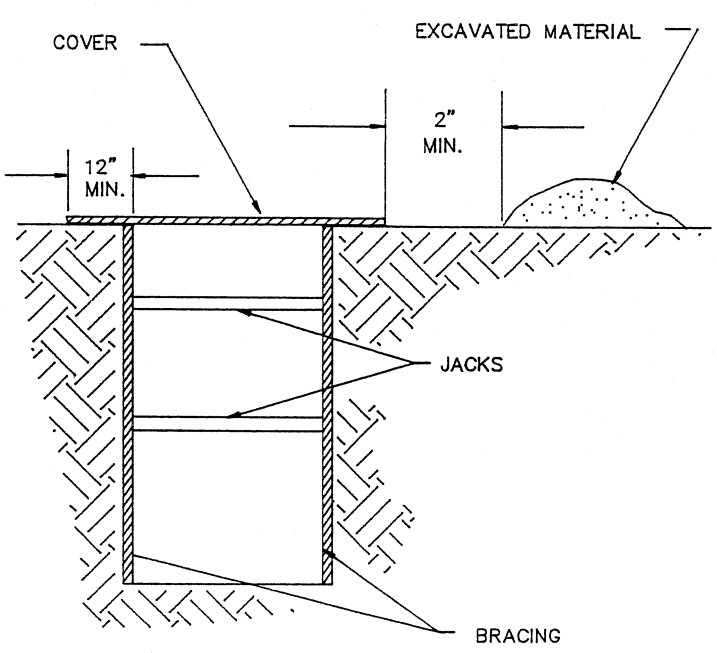 COVER
EXCAVATED MATERIAL
2"
MIN.
12"
MIN.
JACKS
BRACING